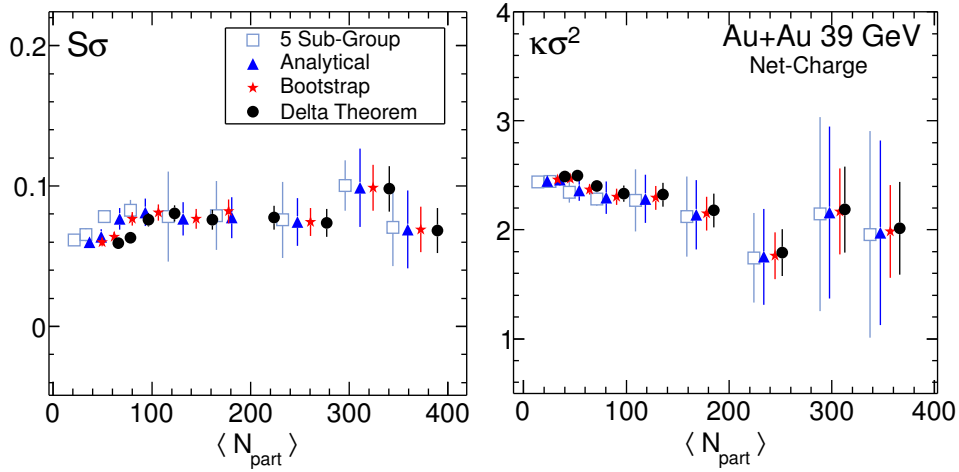 Sσ
5 Sub-Group
Analytical
Bootstrap
Delta Theorem
0.2
0.1
0
0 100 200 300 400
⟨ N_part ⟩
κσ²
Au+Au 39 GeV
Net-Charge
4
3
2
1
0 100 200 300 400
⟨ N_part ⟩